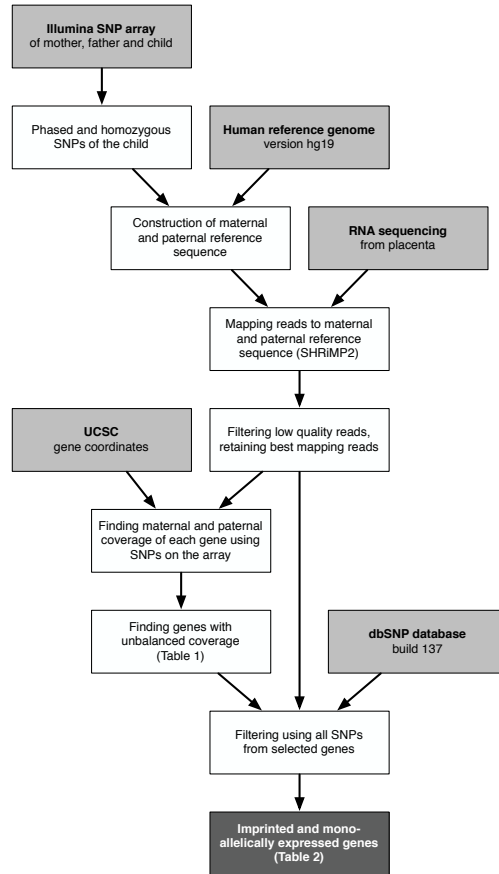 Illumina SNP array
of mother, father and child
Phased and homozygous
SNPs of the child
Human reference genome
version hg19
Construction of maternal
and paternal reference
sequence
RNA sequencing
from placenta
Mapping reads to maternal
and paternal reference
sequence (SHRiMP2)
UCSC
gene coordinates
Filtering low quality reads,
retaining best mapping reads
Finding maternal and paternal
coverage of each gene using
SNPs on the array
Finding genes with
unbalanced coverage
(Table 1)
dbSNP database
build 137
Filtering using all SNPs
from selected genes
Imprinted and mono-
allelically expressed genes
(Table 2)